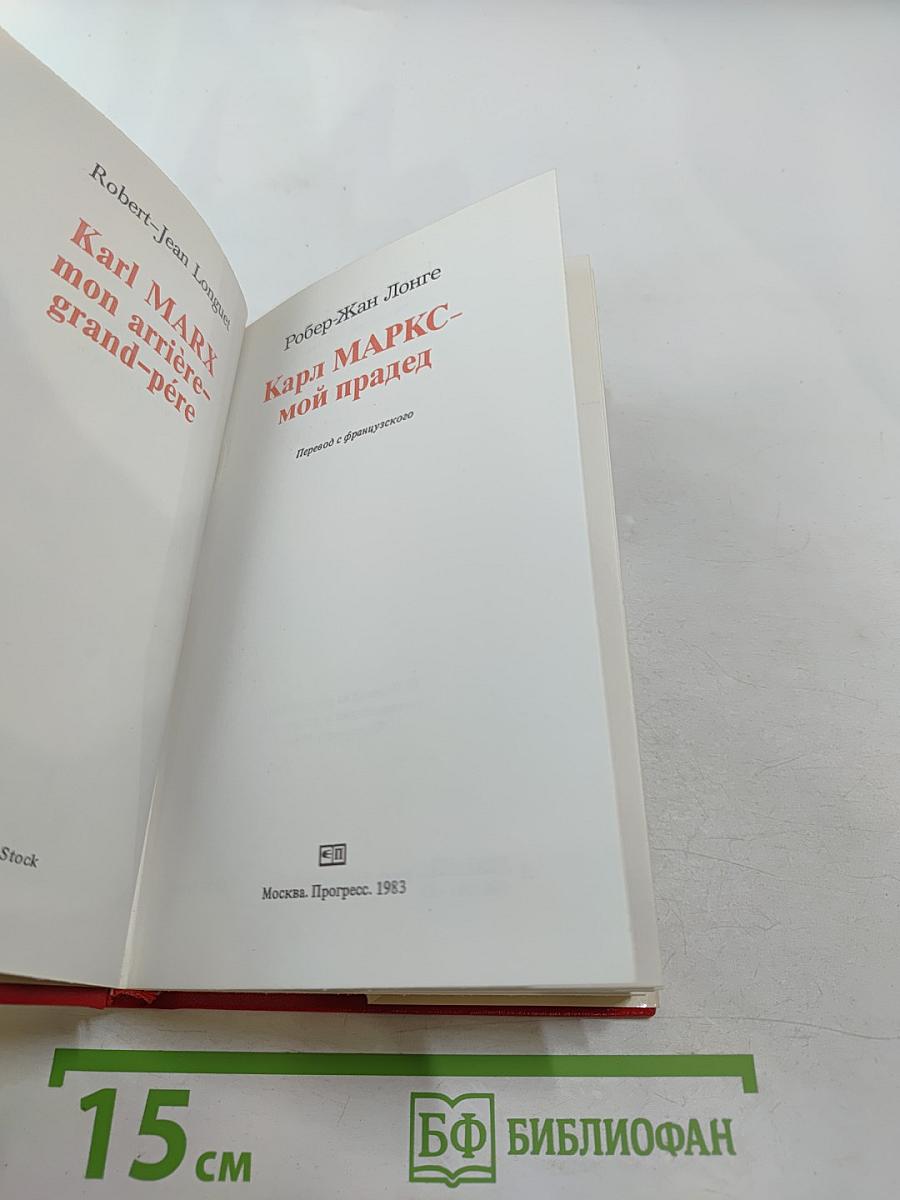 Robert-Jean Longuet
Karl MARX
mon arrière-
grand-pére
Stock
Робер-Жан Лонге
Карл МАРКС-
мой прадед
Перевод с французского
Москва. Прогресс. 1983
15 см
БФ БИБЛИОФАН